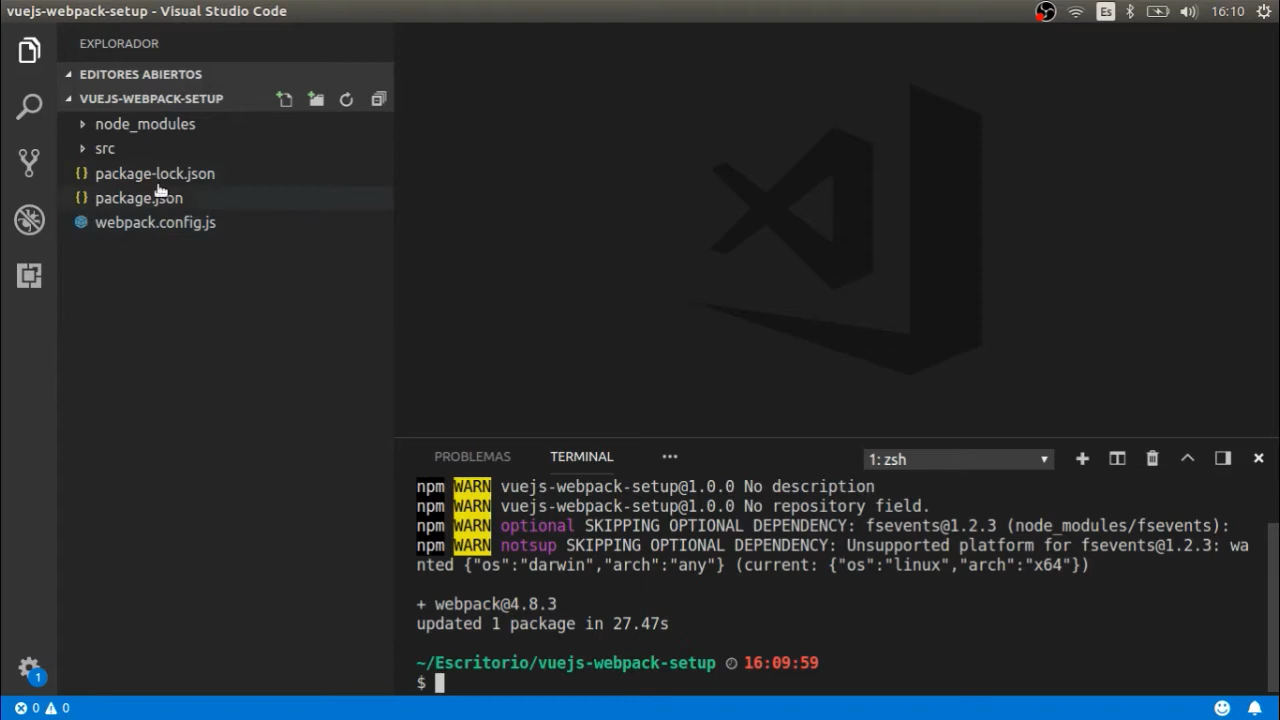 vuejs-webpack-setup - Visual Studio Code
Es
16:10
EXPLORADOR
EDITORES ABIERTOS
VUEJS-WEBPACK-SETUP
node_modules
src
{} package-lock.json
{} package.json
webpack.config.js
PROBLEMAS TERMINAL ••• 1: zsh
npm WARN vuejs-webpack-setup@1.0.0 No description
npm WARN vuejs-webpack-setup@1.0.0 No repository field.
npm WARN optional SKIPPING OPTIONAL DEPENDENCY: fsevents@1.2.3 (node_modules/fsevents):
npm WARN notsup SKIPPING OPTIONAL DEPENDENCY: Unsupported platform for fsevents@1.2.3: wa
nted {"os":"darwin","arch":"any"} (current: {"os":"linux","arch":"x64"})
+ webpack@4.8.3
updated 1 package in 27.47s
~/Escritorio/vuejs-webpack-setup 16:09:59
$
1
0 0